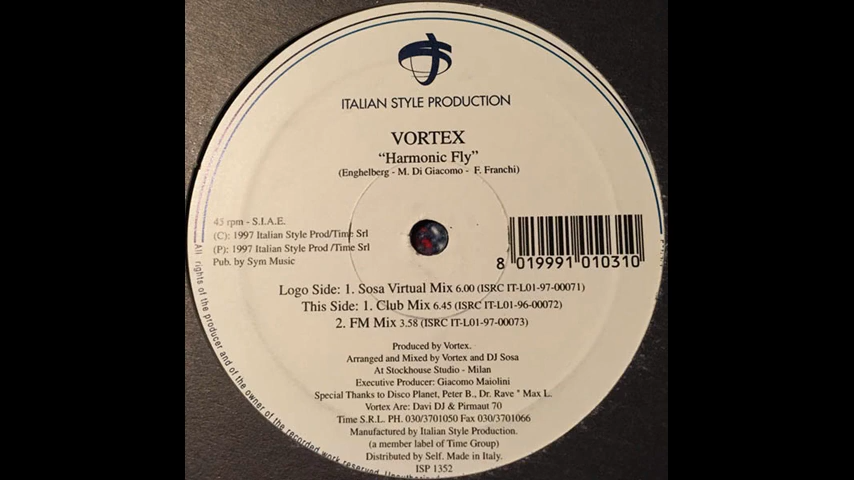 ITALIAN STYLE PRODUCTION
VORTEX
“Harmonic Fly”
(Enghelberg - M. Di Giacomo - F. Franchi)
45 rpm - S.I.A.E.
(C): 1997 Italian Style Prod/Time Srl
(P): 1997 Italian Style Prod /Time Srl
Pub. by Sym Music
8 019991 010310
Logo Side: 1. Sosa Virtual Mix 6.00 (ISRC IT-L01-97-00071)
This Side: 1. Club Mix 6.45 (ISRC IT-L01-96-00072)
2. FM Mix 3.58 (ISRC IT-L01-97-00073)
Produced by Vortex.
Arranged and Mixed by Vortex and DJ Sosa
At Stockhouse Studio - Milan
Executive Producer: Giacomo Maiolini
Special Thanks to Disco Planet, Peter B., Dr. Rave " Max L.
Vortex Are: Davi DJ & Pirmaut 70
Time S.R.L. PH. 030/3701050 Fax 030/3701066
Manufactured by Italian Style Production.
(a member label of Time Group)
Distributed by Self. Made in Italy.
ISP 1352
All rights of the producer and of the owner of the recorded work reserved.